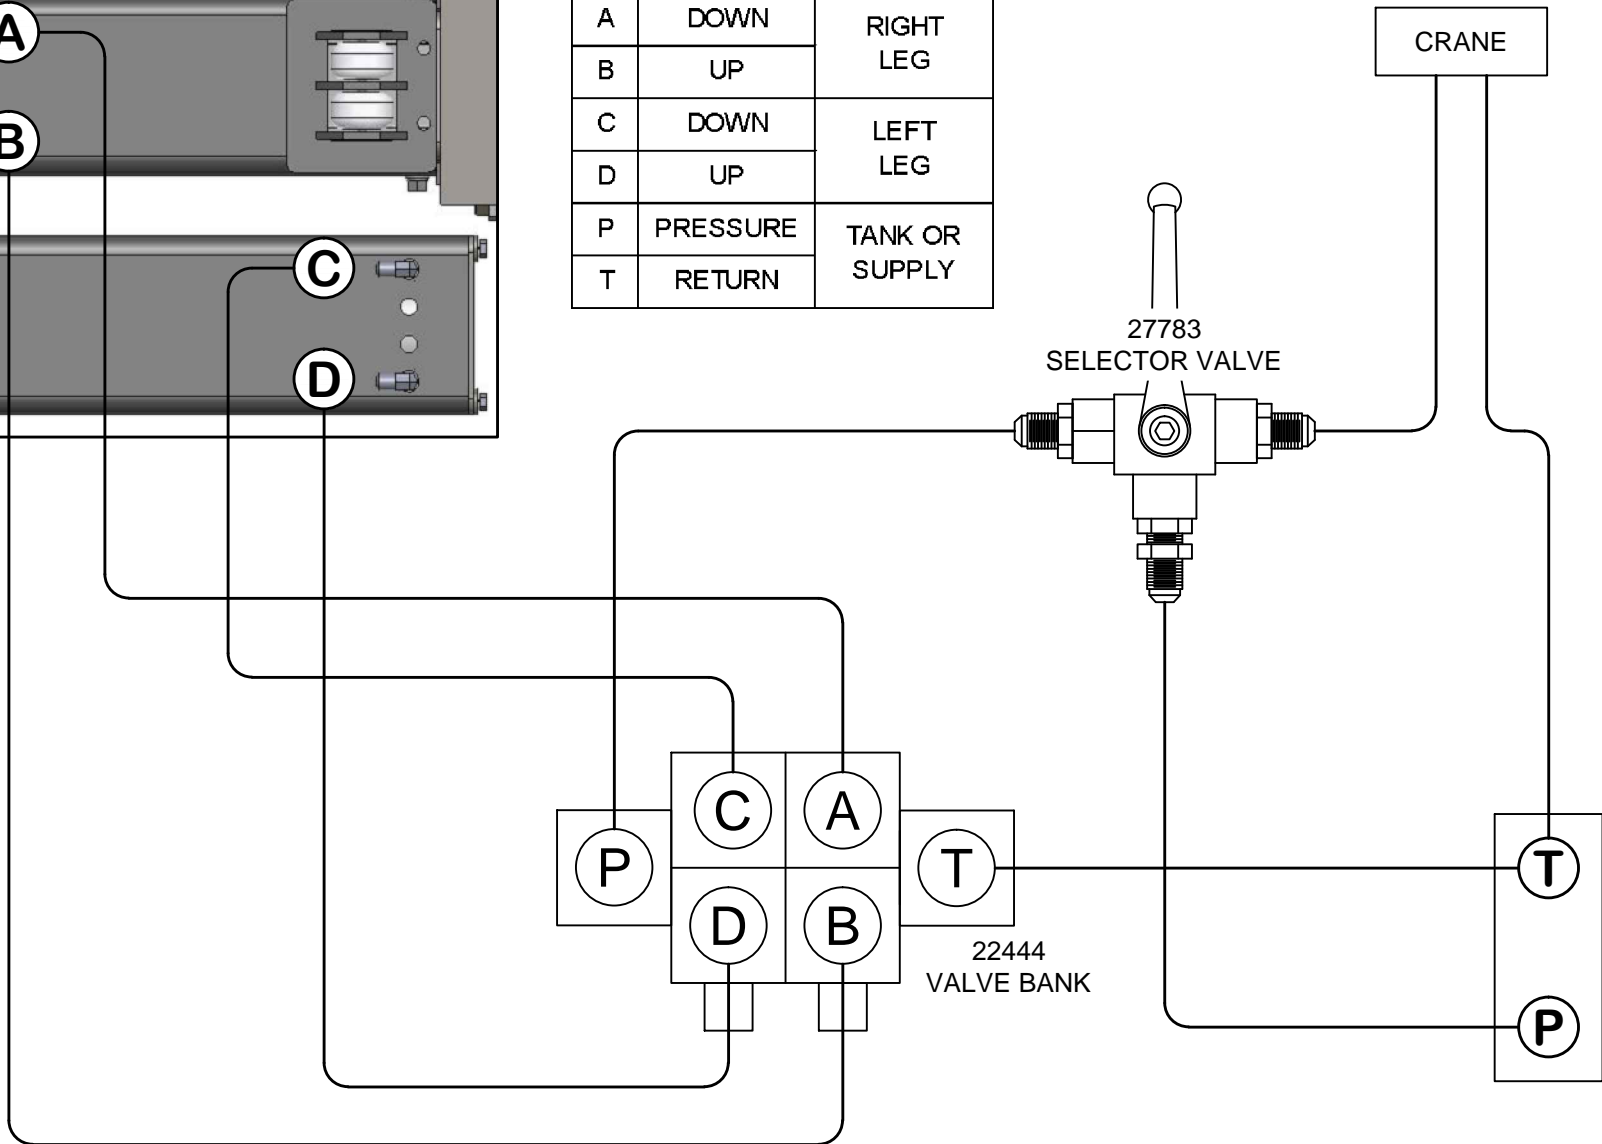 A
B
C
D
A DOWN RIGHT LEG
B UP
C DOWN LEFT LEG
D UP
P PRESSURE TANK OR SUPPLY
T RETURN
CRANE
27783
SELECTOR VALVE
C A
P T
D B
22444
VALVE BANK
T
P